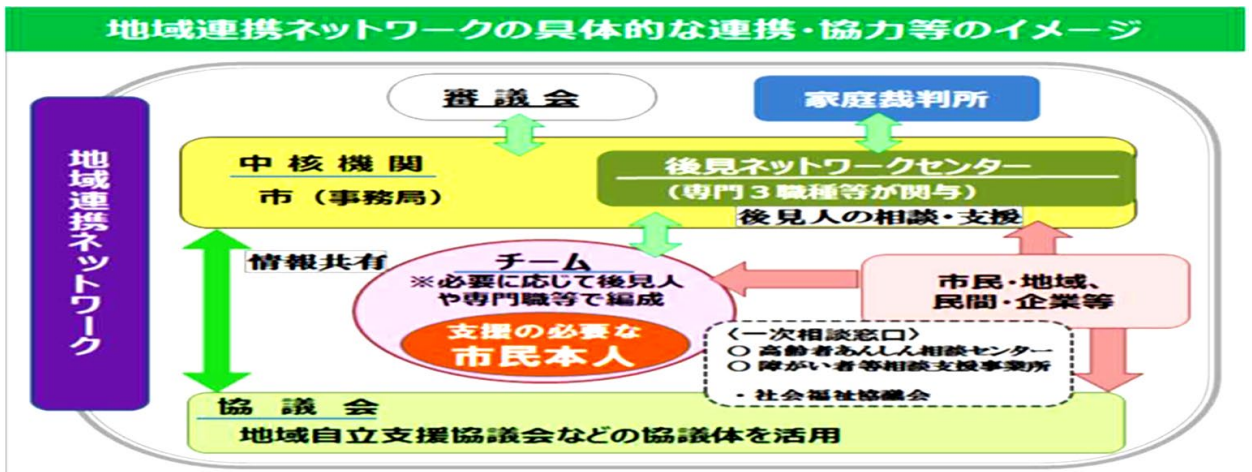 地域連携ネットワークの具体的な連携・協力等のイメージ
地域連携ネットワーク
審議会
家庭裁判所
中核機関
市（事務局）
後見ネットワークセンター
（専門３職種等が関与）
後見人の相談・支援
情報共有
チーム
※必要に応じて後見人
や専門職等で編成
支援の必要な
市民本人
市民・地域、
民間・企業等
〈一次相談窓口〉
○ 高齢者あんしん相談センター
○ 障がい者等相談支援事業所
・社会福祉協議会
協議会
地域自立支援協議会などの協議体を活用